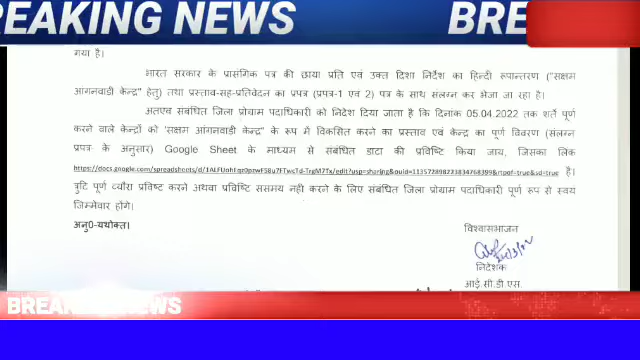 BREAKING NEWS BRE
गया है।
भारत सरकार के प्रासंगिक पत्र की छाया प्रति एवं उक्त दिशा निर्देश का हिन्दी रूपान्तरण ("सक्षम
आंगनवाडी केन्द्र" हेतु) तथा प्रस्ताव-सह-प्रतिवेदन का प्रपत्र (प्रपत्र-1 एवं 2) पत्र के साथ संलग्न कर भेजा जा रहा है।
अतएव संबंधित जिला प्रोग्राम पदाधिकारी को निदेश दिया जाता है कि दिनांक 05.04.2022 तक शर्ते पूर्ण
करने वाले केन्द्रों को 'सक्षम आंगनवाडी केन्द्र" के रूप में विकसित करने का प्रस्ताव एवं केन्द्र का पूर्ण विवरण (संलग्न
प्रपत्र के अनुसार) Google Sheet के माध्यम से संबंधित डाटा की प्रविष्टि किया जाय, जिसका लिंक
है।
त्रुटि पूर्ण ब्यौरा प्रविष्ट करने अथवा प्रविष्टि ससमय नही करने के लिए संबंधित जिला प्रोग्राम पदाधिकारी पूर्ण रूप से स्वय
जिम्मेवार होंगे।
अनु0-यथोक्त।
विश्वासभाजन
निदेशक
आई.सी.डी.एस.
BREAKING NEWS